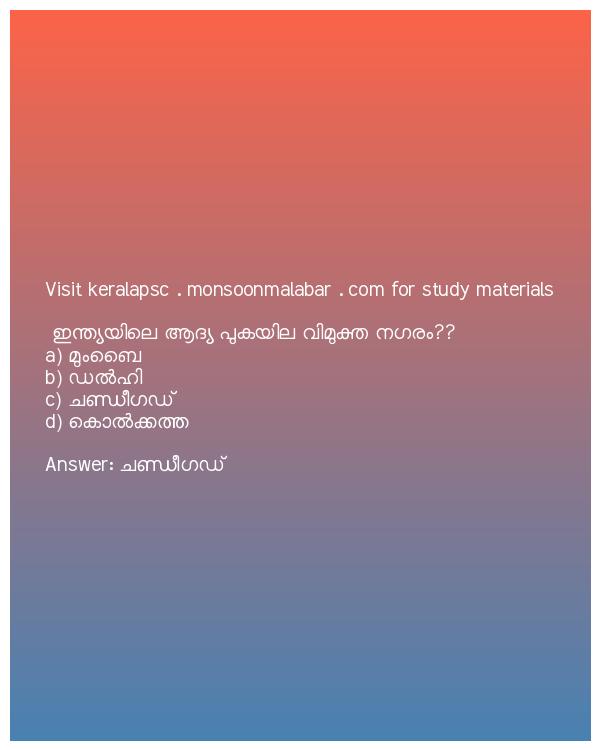 Visit keralapsc . monsoonmalabar . com for study materials
ഇന്ത്യയിലെ ആദ്യ പുകയില വിമുക്ത നഗരം??
a) മുംബൈ
b) ഡൽഹി
c) ചണ്ഡീഗഡ്
d) കൊൽക്കത്ത
Answer: ചണ്ഡീഗഡ്